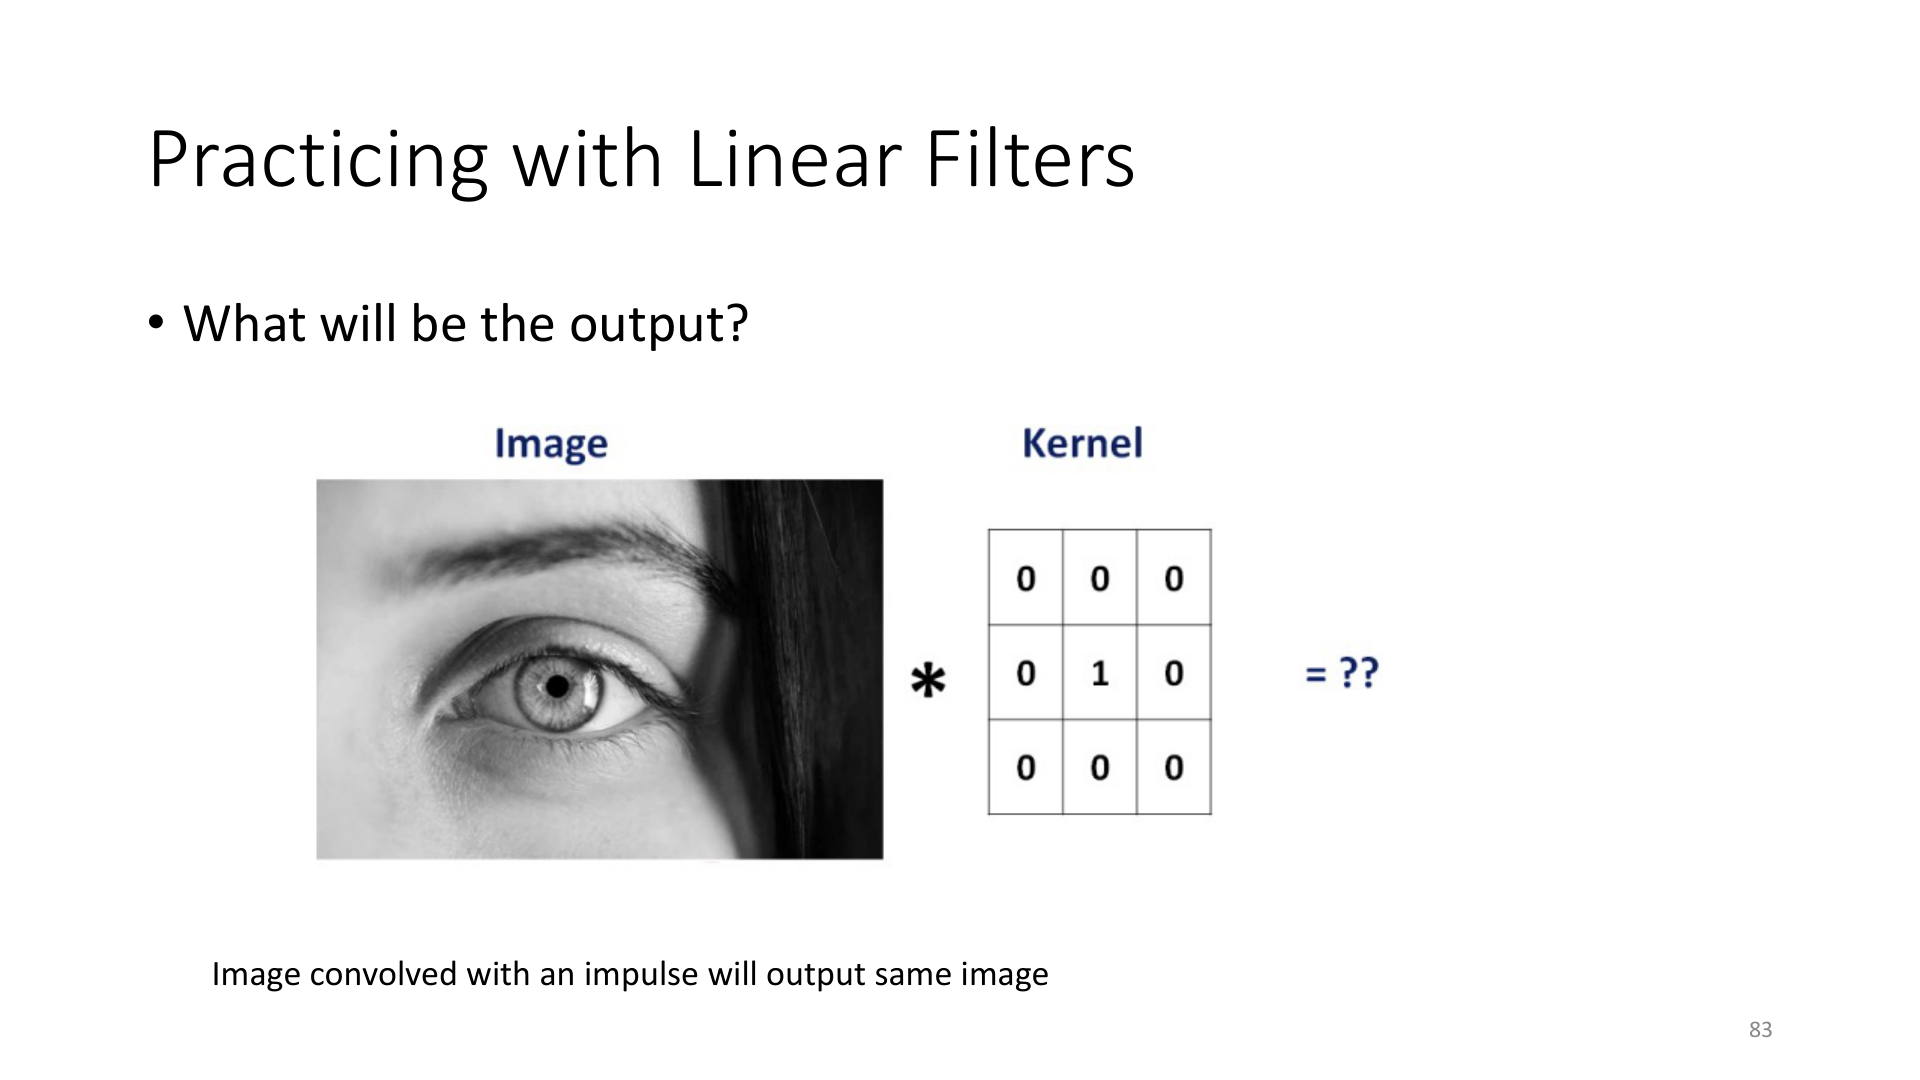 Practicing with Linear Filters
• What will be the output?
Image Kernel
0 0 0
* 0 1 0 = ??
0 0 0
Image convolved with an impulse will output same image
83